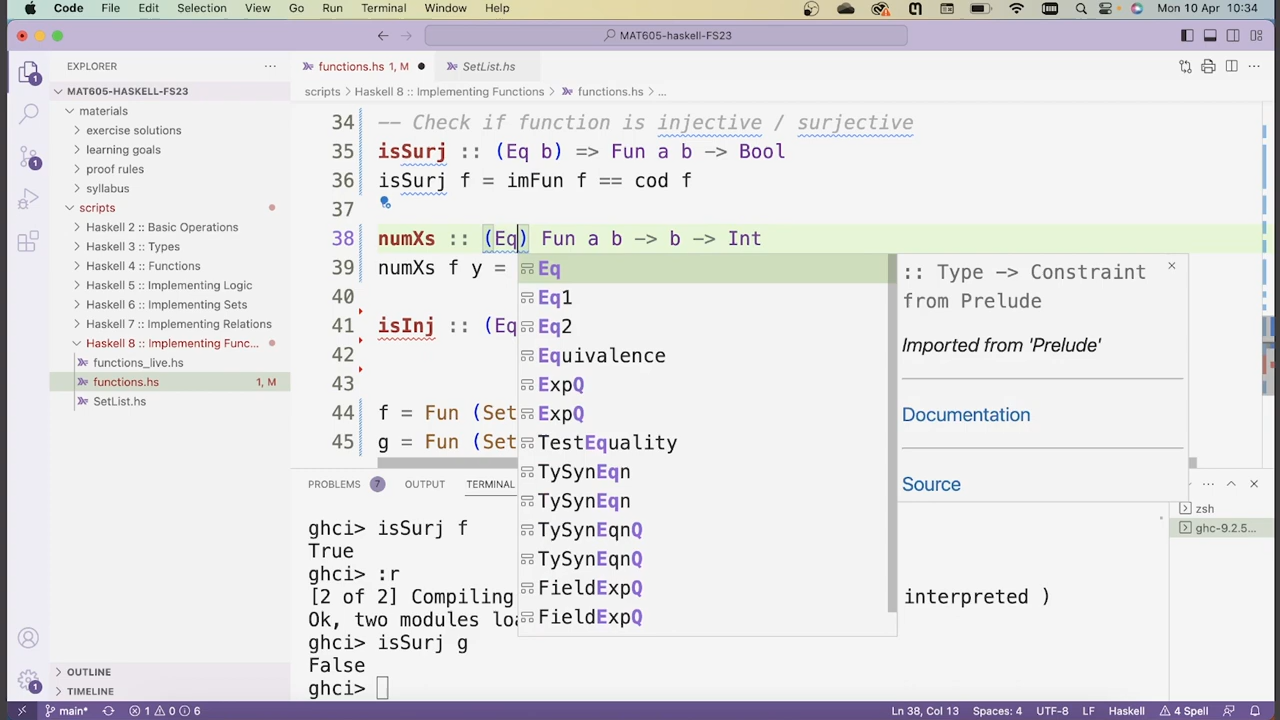 Code File Edit Selection View Go Run Terminal Window Help Mon 10 Apr 10:34
MAT605-haskell-FS23
EXPLORER
functions.hs 1, M
SetList.hs
MAT605-HASKELL-FS23
scripts > Haskell 8 :: Implementing Functions > functions.hs > ...
materials
exercise solutions
learning goals
proof rules
syllabus
scripts
Haskell 2 :: Basic Operations
Haskell 3 :: Types
Haskell 4 :: Functions
Haskell 5 :: Implementing Logic
Haskell 6 :: Implementing Sets
Haskell 7 :: Implementing Relations
Haskell 8 :: Implementing Func...
functions_live.hs
functions.hs 1, M
SetList.hs
OUTLINE
TIMELINE
34 -- Check if function is injective / surjective
35 isSurj :: (Eq b) => Fun a b -> Bool
36 isSurj f = imFun f == cod f
37
38 numXs :: (Eq) Fun a b -> b -> Int
39 numXs f y =
40
41 isInj :: (Eq
42
43
44 f = Fun (Set
45 g = Fun (Set
Eq
Eq1
Eq2
Equivalence
ExpQ
ExpQ
TestEquality
TySynEqn
TySynEqn
TySynEqnQ
TySynEqnQ
FieldExpQ
FieldExpQ
:: Type -> Constraint
from Prelude
Imported from 'Prelude'
Documentation
Source
PROBLEMS 7 OUTPUT TERMINAL
zsh
ghc-9.2.5...
ghci> isSurj f
True
ghci> :r
[2 of 2] Compiling interpreted )
Ok, two modules loa
ghci> isSurj g
False
ghci>
main* 1 0 6 Ln 38, Col 13 Spaces: 4 UTF-8 LF Haskell 4 Spell